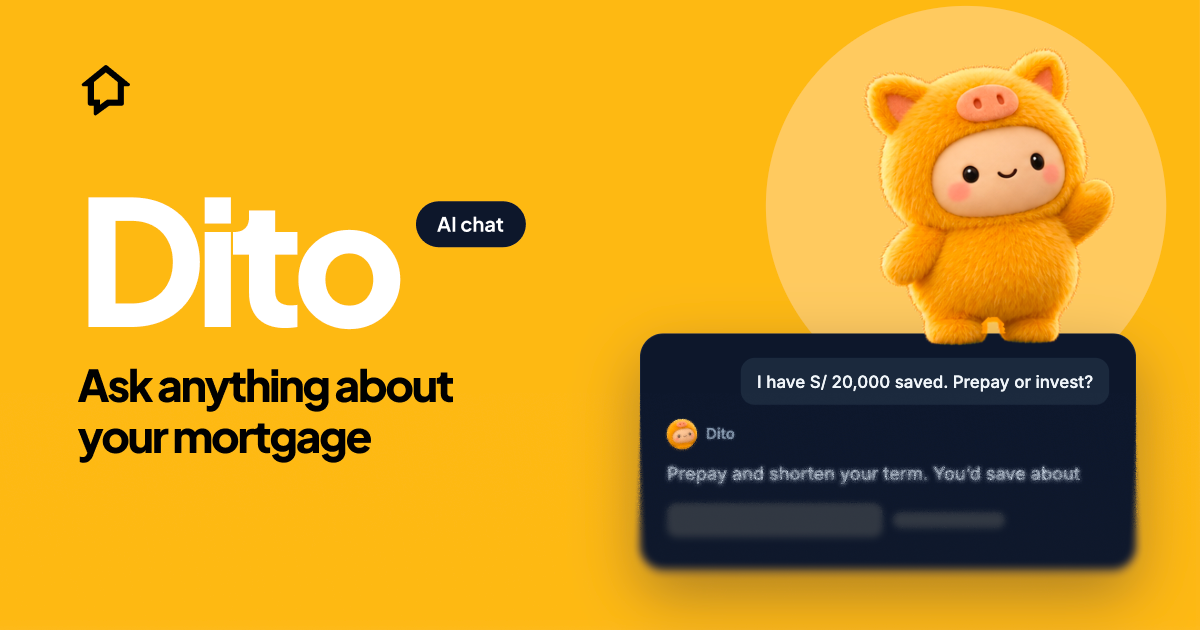 Dito
AI chat
Ask anything about
your mortgage
I have S/ 20,000 saved. Prepay or invest?
Dito
Prepay and shorten your term. You'd save about